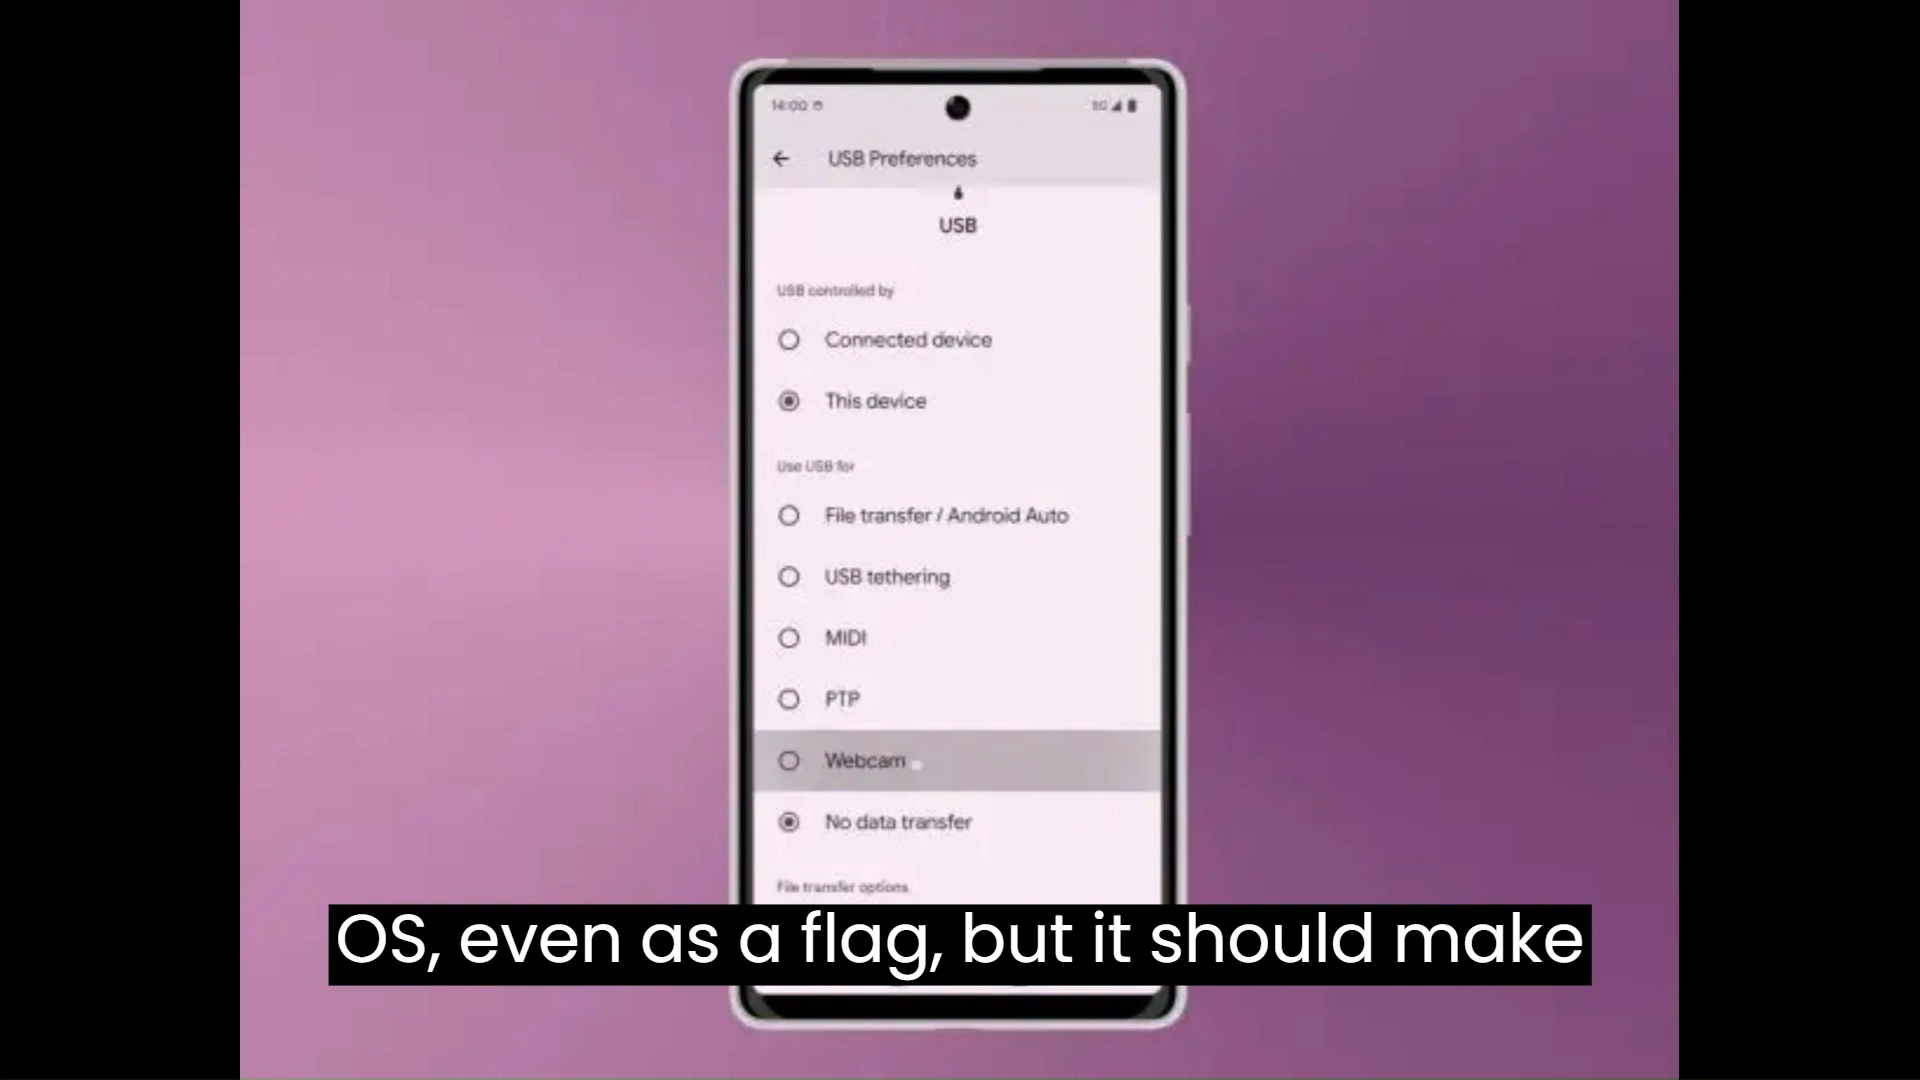 14:00
5G
USB Preferences
USB
USB controlled by
Connected device
This device
Use USB for
File transfer / Android Auto
USB tethering
MIDI
PTP
Webcam
No data transfer
File transfer options
OS, even as a flag, but it should make